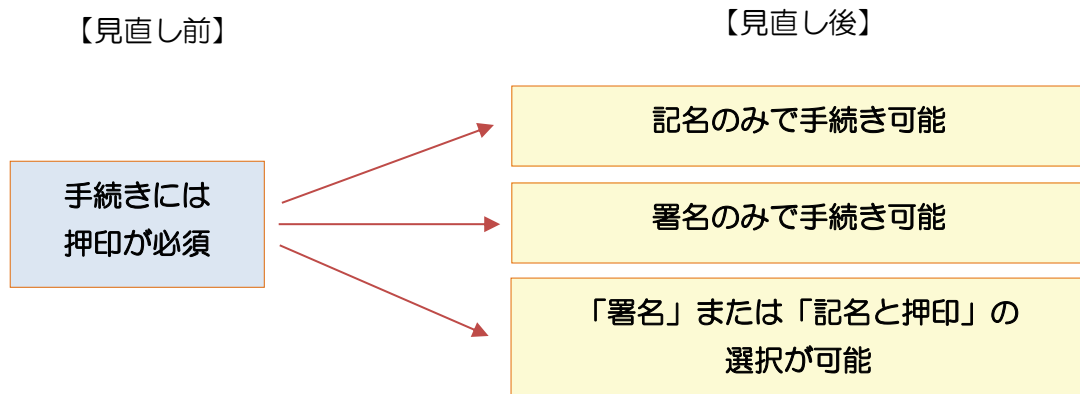 【見直し前】
【見直し後】
手続きには
押印が必須
記名のみで手続き可能
署名のみで手続き可能
「署名」または「記名と押印」の
選択が可能